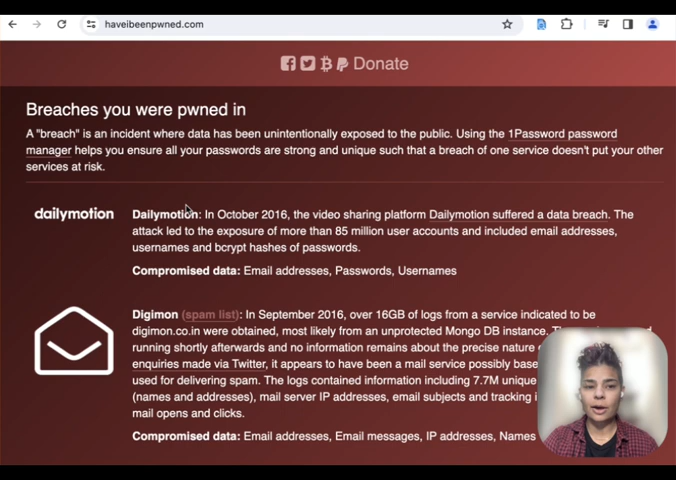 haveibeenpwned.com
Donate
Breaches you were pwned in
A "breach" is an incident where data has been unintentionally exposed to the public. Using the 1Password password
manager helps you ensure all your passwords are strong and unique such that a breach of one service doesn't put your other
services at risk.
dailymotion
Dailymotion: In October 2016, the video sharing platform Dailymotion suffered a data breach. The
attack led to the exposure of more than 85 million user accounts and included email addresses,
usernames and bcrypt hashes of passwords.
Compromised data: Email addresses, Passwords, Usernames
Digimon (spam list): In September 2016, over 16GB of logs from a service indicated to be
digimon.co.in were obtained, most likely from an unprotected Mongo DB instance.
running shortly afterwards and no information remains about the precise nature
enquiries made via Twitter, it appears to have been a mail service possibly
used for delivering spam. The logs contained information including 7.7M unique
(names and addresses), mail server IP addresses, email subjects and tracking
mail opens and clicks.
Compromised data: Email addresses, Email messages, IP addresses, Names